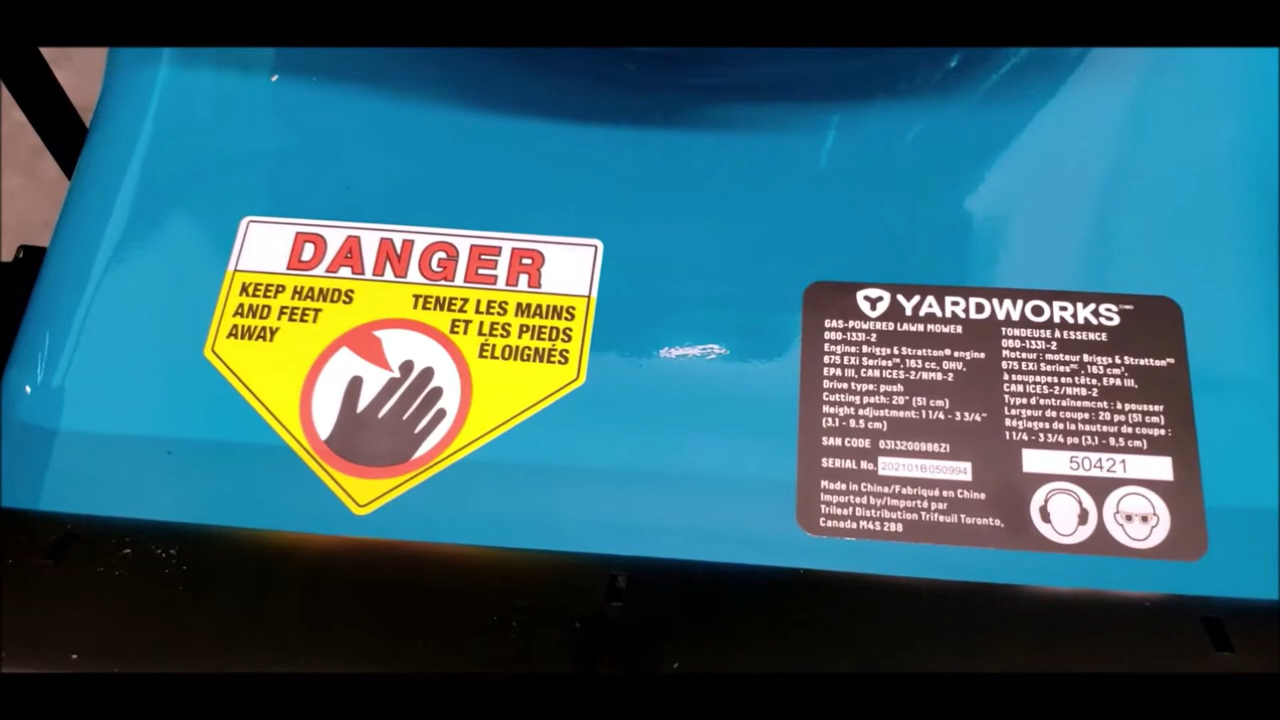 DANGER
KEEP HANDS
AND FEET
AWAY
TENEZ LES MAINS
ET LES PIEDS
ÉLOIGNÉS
YARDWORKS
GAS-POWERED LAWN MOWER
060-1331-2
Engine: Briggs & Stratton® engine
675 EXi Series™, 163 cc, OHV,
EPA III, CAN ICES-2/NMB-2
Drive type: push
Cutting path: 20" (51 cm)
Height adjustment: 1 1/4 - 3 3/4"
(3.1 - 9.5 cm)
SAN CODE 0313200986Z1
SERIAL No. 202101B050994
Made in China/Fabriqué en Chine
Imported by/Importé par
Trileaf Distribution Trifeuil Toronto,
Canada M4S 2B8
TONDEUSE À ESSENCE
060-1331-2
Moteur : moteur Briggs & Stratton
675 EXi Series, 163 cm³,
à soupapes en tête, EPA III,
CAN ICES-2/NMB-2
Type d'entraînement : à pousser
Largeur de coupe : 20 po (51 cm)
Réglages de la hauteur de coupe :
1 1/4 - 3 3/4 po (3,1 - 9,5 cm)
50421